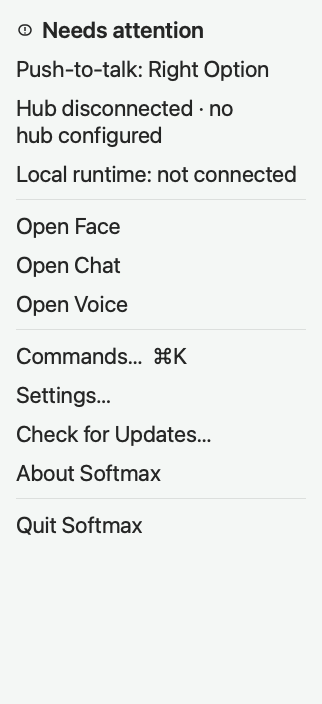 Needs attention
Push-to-talk: Right Option
Hub disconnected · no
hub configured
Local runtime: not connected
Open Face
Open Chat
Open Voice
Commands... ⌘K
Settings...
Check for Updates...
About Softmax
Quit Softmax